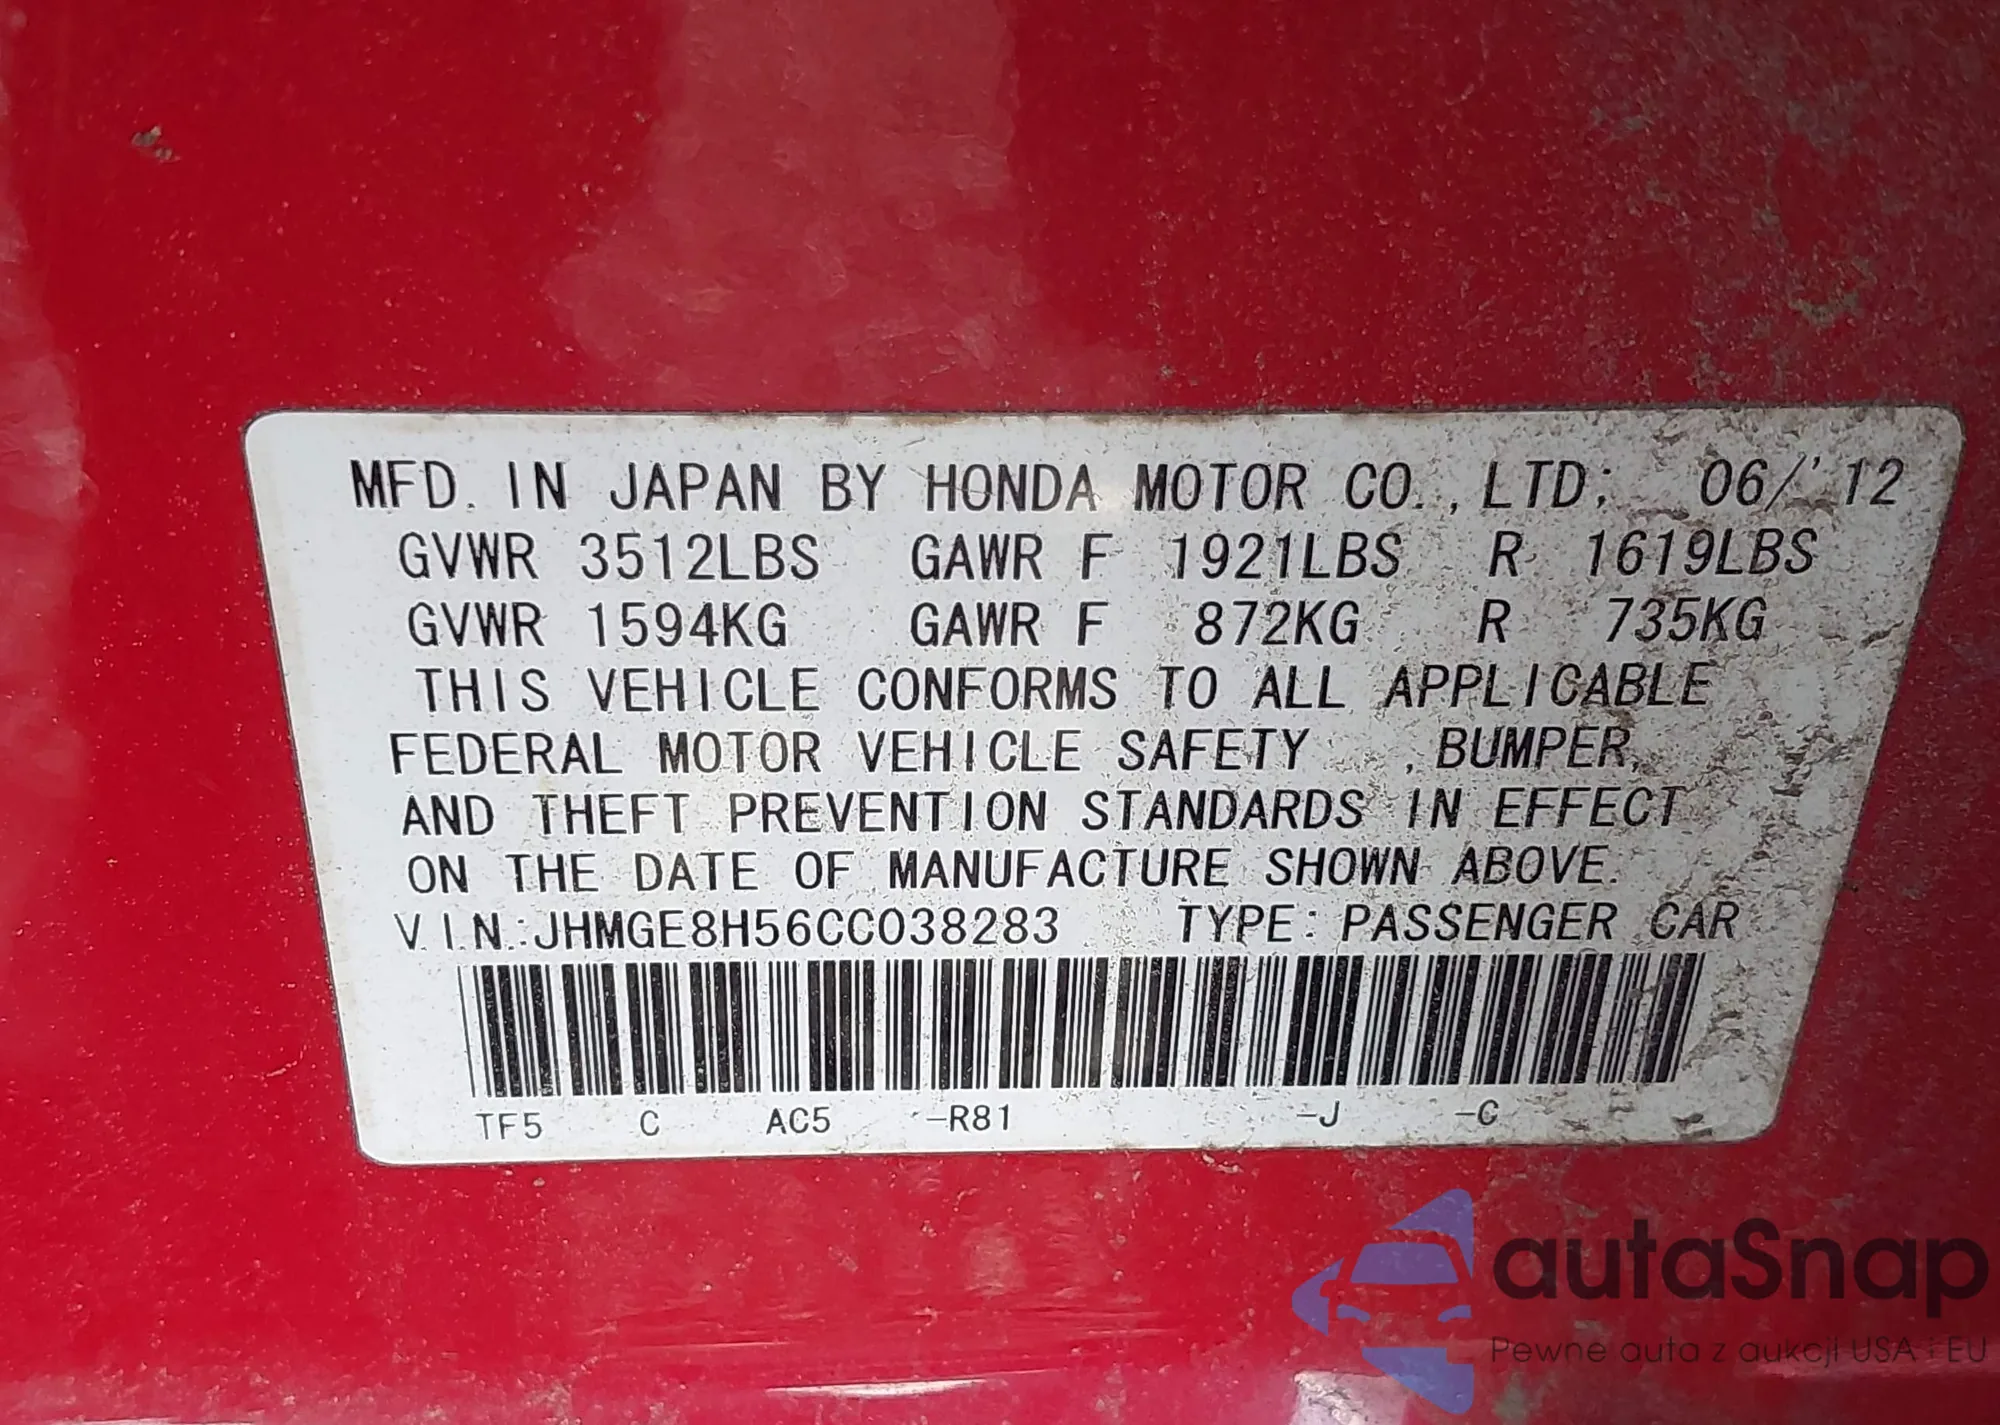 MFD. IN JAPAN BY HONDA MOTOR CO., LTD; 06/'12
GVWR 3512LBS GAWR F 1921LBS R 1619LBS
GVWR 1594KG GAWR F 872KG R 735KG
THIS VEHICLE CONFORMS TO ALL APPLICABLE
FEDERAL MOTOR VEHICLE SAFETY , BUMPER,
AND THEFT PREVENTION STANDARDS IN EFFECT
ON THE DATE OF MANUFACTURE SHOWN ABOVE.
V.I.N.:JHMGE8H56CC038283 TYPE: PASSENGER CAR
TF5 C AC5 -R81 -J -C
autaSnap
Pewne auta z aukcji USA i EU